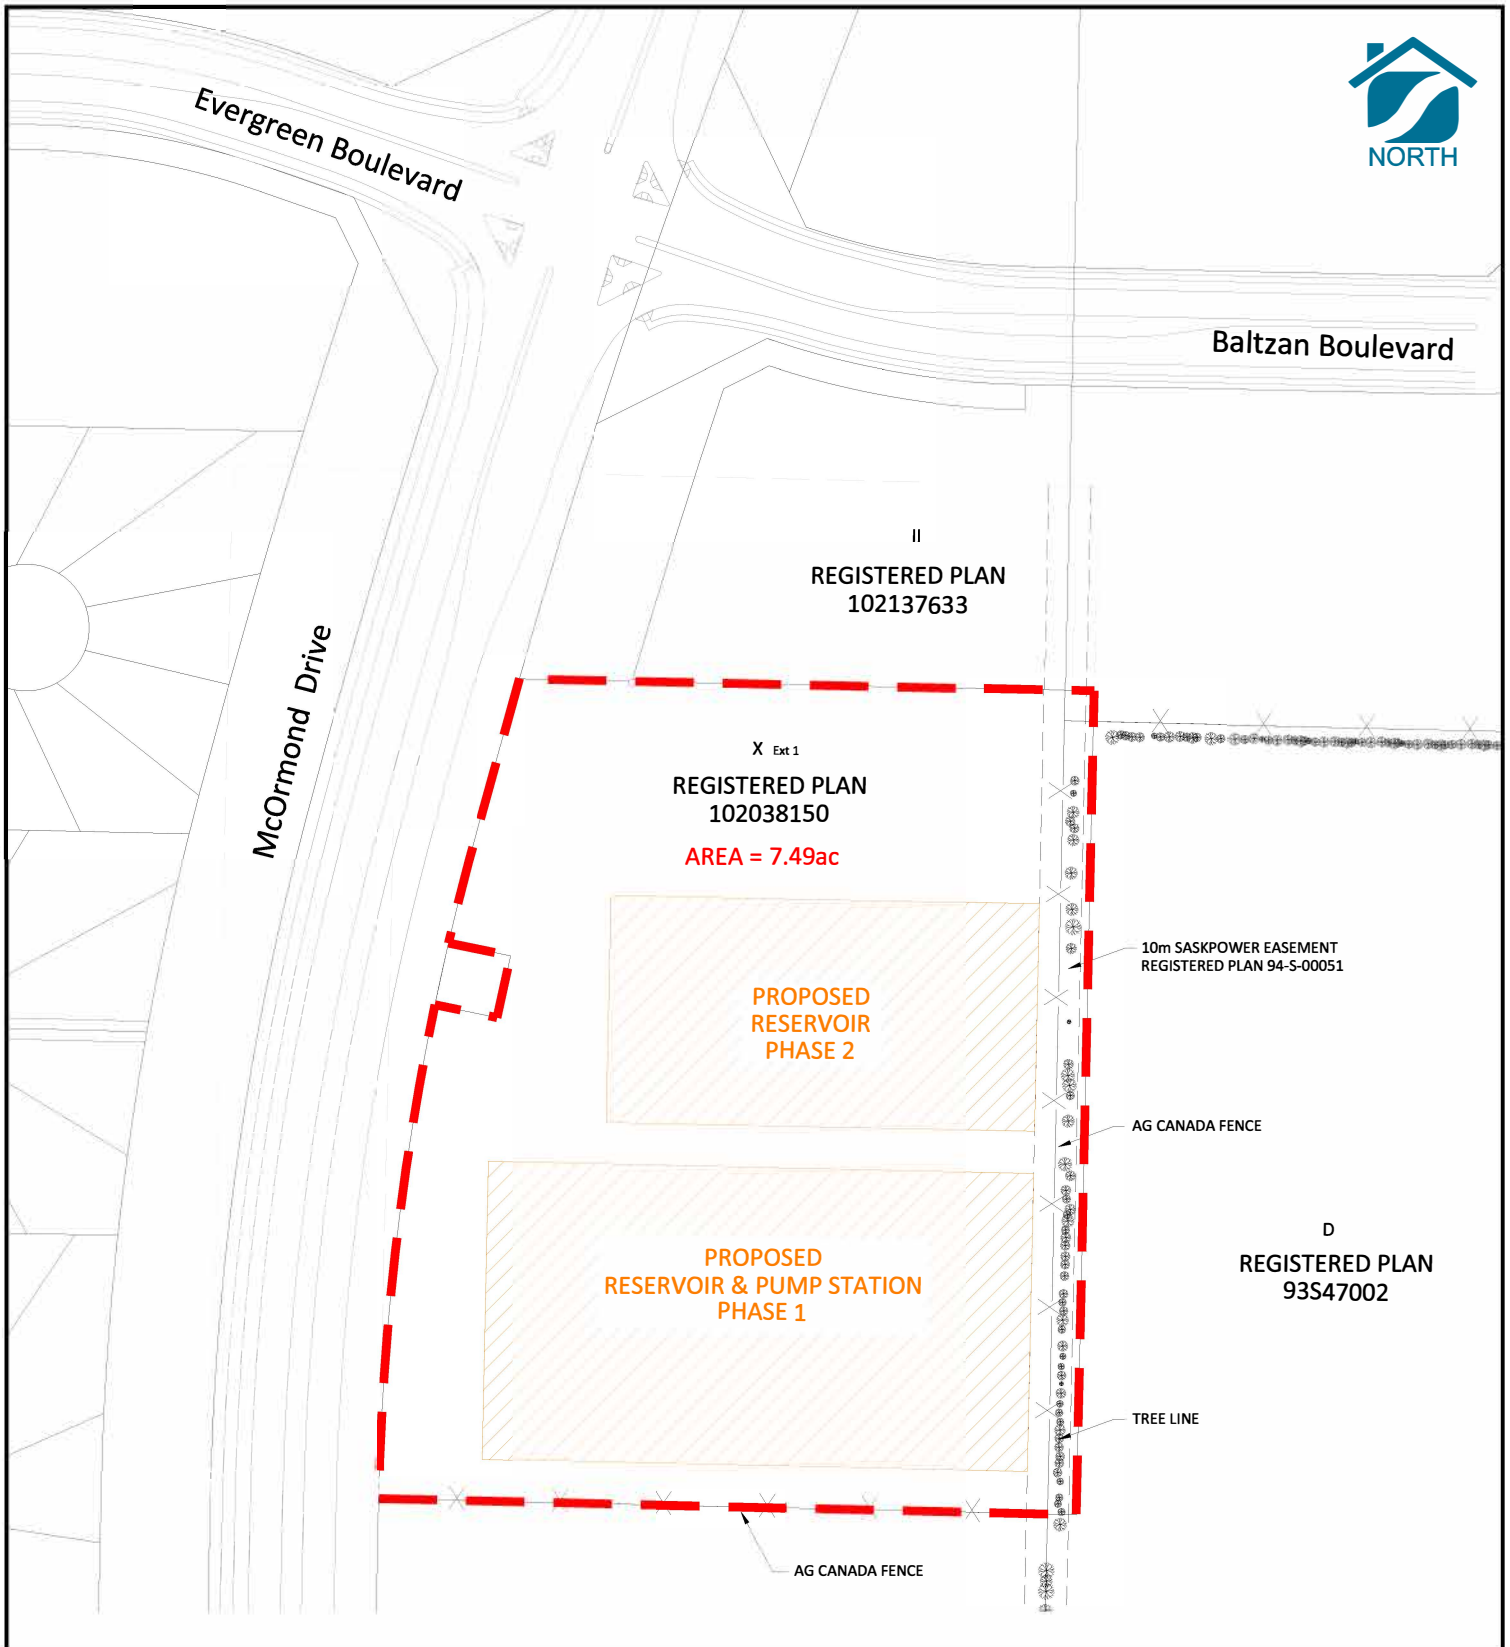 NORTH
Evergreen Boulevard
Baltzan Boulevard
II
REGISTERED PLAN
102137633
McOrmond Drive
X Ext 1
REGISTERED PLAN
102038150
AREA = 7.49ac
10m SASKPOWER EASEMENT
REGISTERED PLAN 94-S-00051
PROPOSED
RESERVOIR
PHASE 2
AG CANADA FENCE
D
REGISTERED PLAN
93S47002
PROPOSED
RESERVOIR & PUMP STATION
PHASE 1
TREE LINE
AG CANADA FENCE